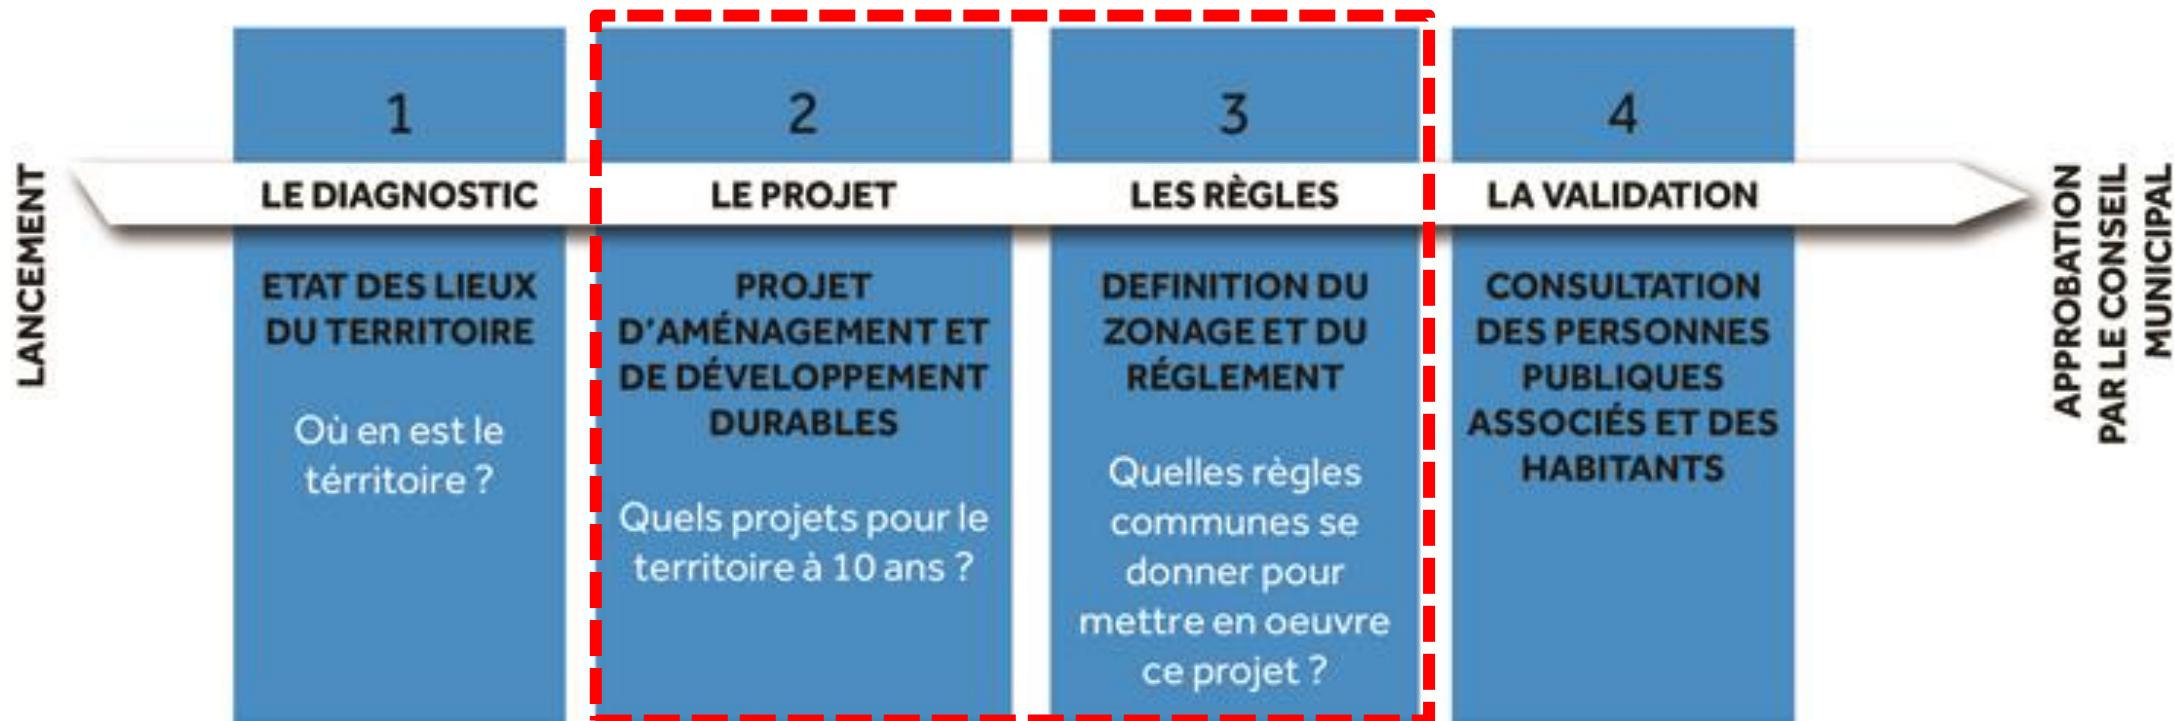 LANCEMENT
1
LE DIAGNOSTIC
ETAT DES LIEUX
DU TERRITOIRE
Où en est le
térritoire ?
2
LE PROJET
PROJET
D'AMÉNAGEMENT ET
DE DÉVELOPPEMENT
DURABLES
Quels projets pour le
territoire à 10 ans ?
3
LES RÈGLES
DEFINITION DU
ZONAGE ET DU
RÉGLEMENT
Quelles règles
communes se
donner pour
mettre en oeuvre
ce projet ?
4
LA VALIDATION
CONSULTATION
DES PERSONNES
PUBLIQUES
ASSOCIÉS ET DES
HABITANTS
APPROBATION
PAR LE CONSEIL
MUNICIPAL